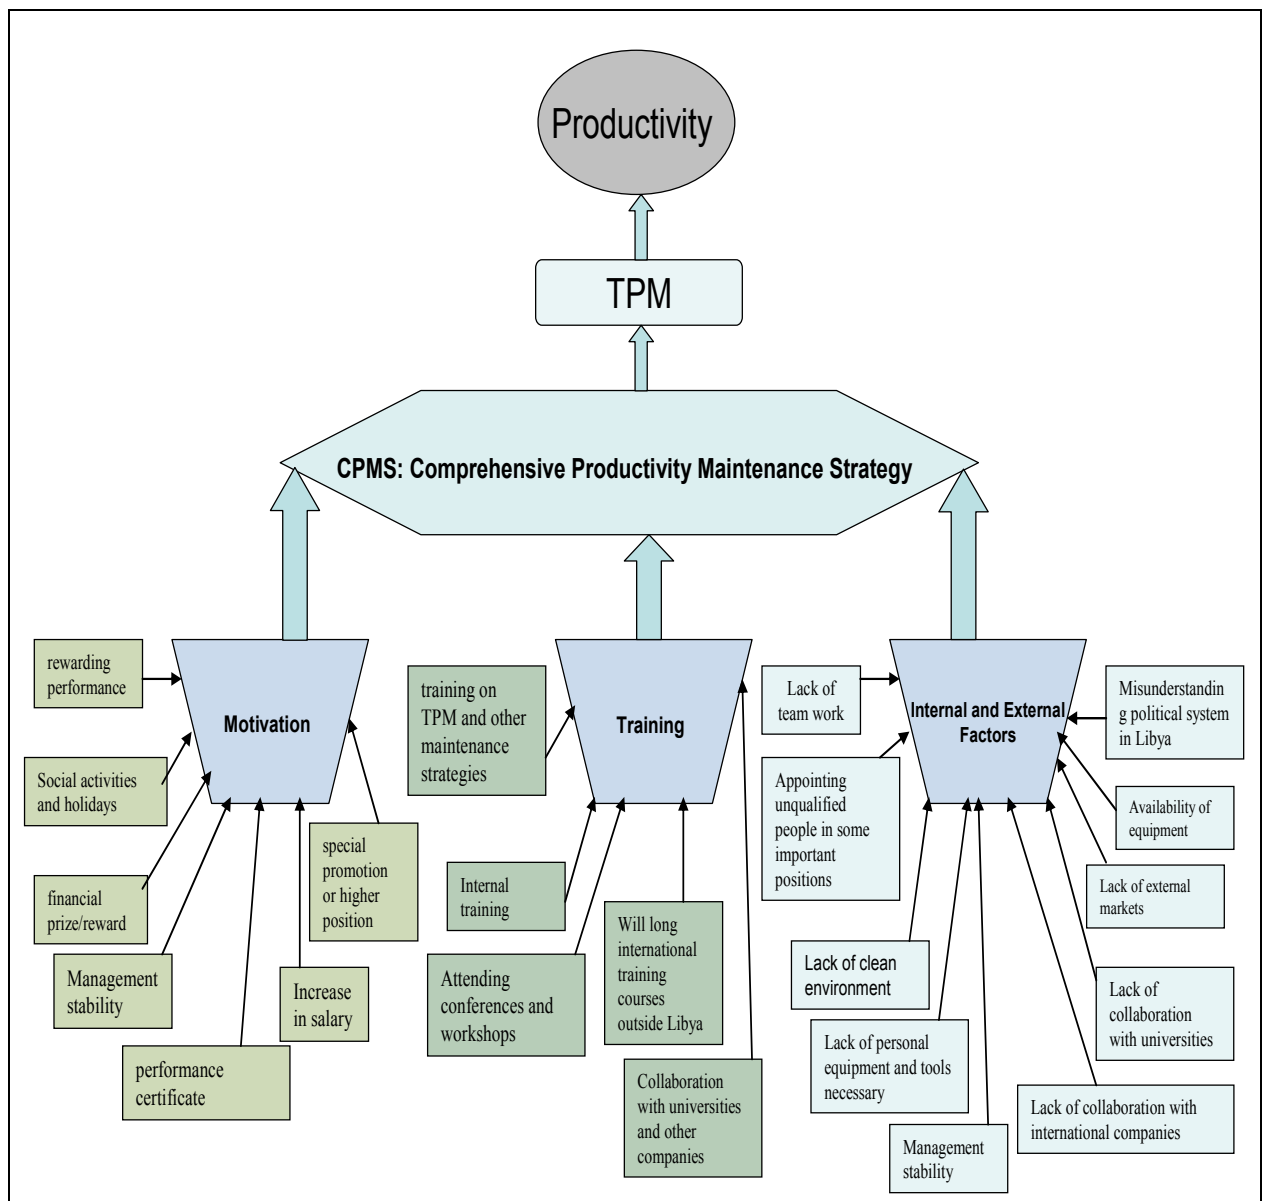 Productivity
TPM
CPMS: Comprehensive Productivity Maintenance Strategy
rewarding
performance
Social activities
and holidays
financial
prize/reward
Management
stability
performance
certificate
Increase
in salary
special
promotion
or higher
position
Motivation
training on
TPM and other
maintenance
strategies
Internal
training
Attending
conferences and
workshops
Will long
international
training
courses
outside Libya
Collaboration
with universities
and other
companies
Training
Lack of
team work
Appointing
unqualified
people in some
important
positions
Lack of clean
environment
Lack of personal
equipment and tools
necessary
Management
stability
Internal and External
Factors
Misunderstandin
g political system
in Libya
Availability of
equipment
Lack of external
markets
Lack of
collaboration
with universities
Lack of collaboration with
international companies